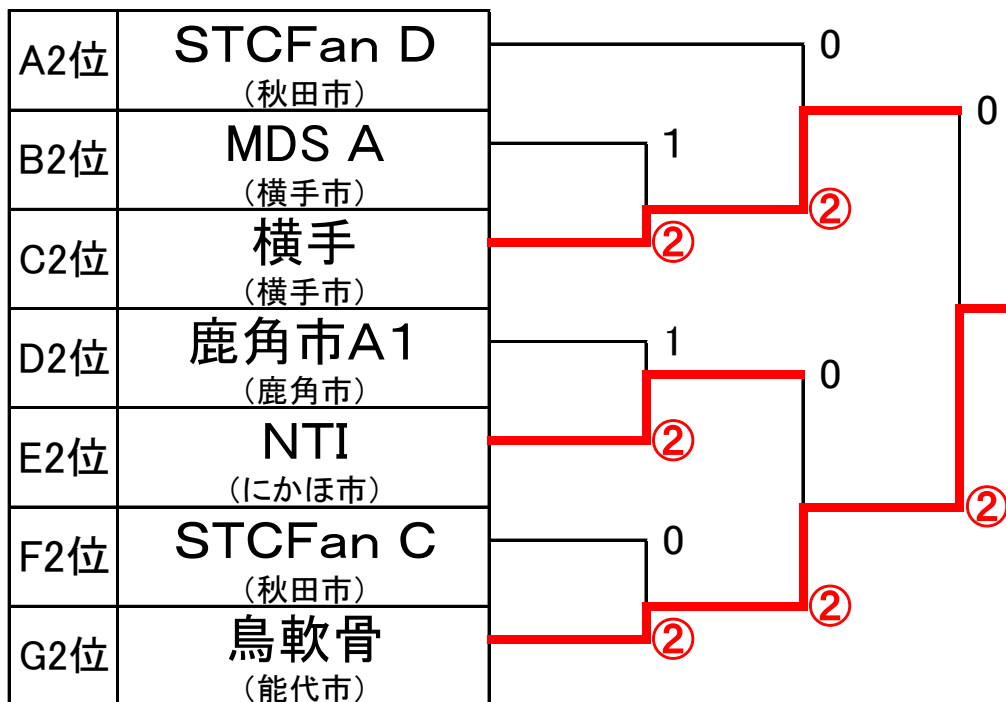 A2位 STCFan D 0
(秋田市)
0
B2位 MDS A 1
(横手市)
②
C2位 横手 ②
(横手市)
D2位 鹿角市A1 1
(鹿角市)
0
E2位 NTI ②
(にかほ市)
②
F2位 STCFan C 0
(秋田市)
②
G2位 鳥軟骨 ②
(能代市)